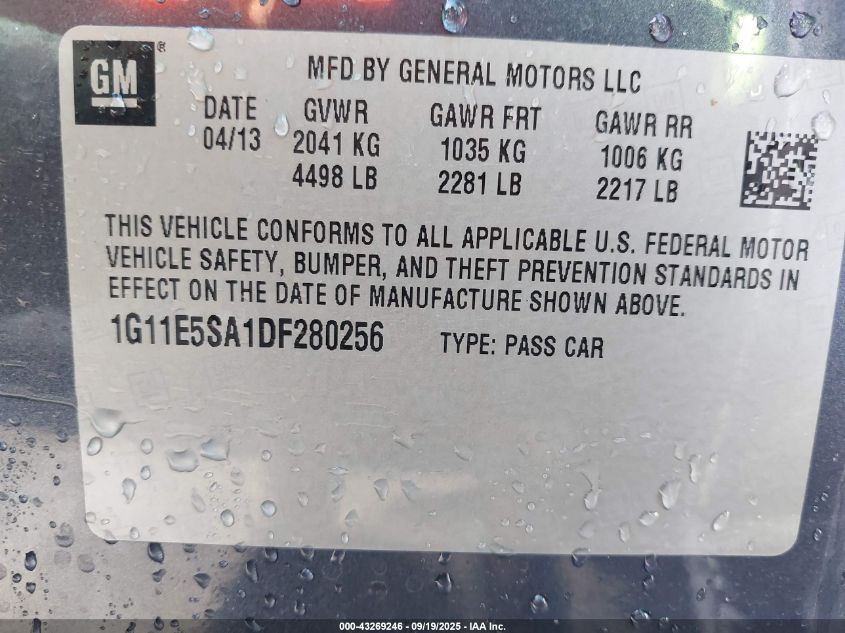 GM ®
MFD BY GENERAL MOTORS LLC
DATE GVWR GAWR FRT GAWR RR
04/13 2041 KG 1035 KG 1006 KG
4498 LB 2281 LB 2217 LB
THIS VEHICLE CONFORMS TO ALL APPLICABLE U.S. FEDERAL MOTOR
VEHICLE SAFETY, BUMPER, AND THEFT PREVENTION STANDARDS IN
EFFECT ON THE DATE OF MANUFACTURE SHOWN ABOVE.
1G11E5SA1DF280256 TYPE: PASS CAR
000-43269246 - 09/19/2025 - IAA Inc.